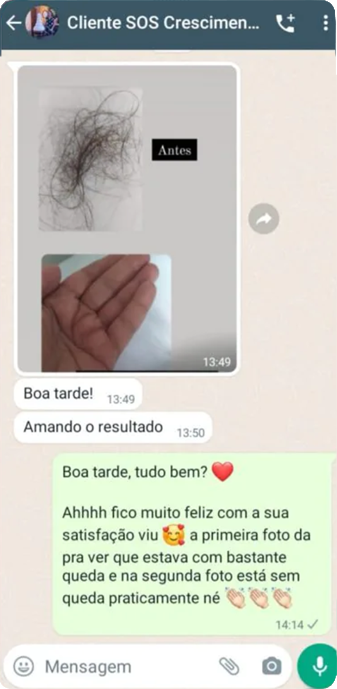 Cliente SOS Crescimen...
Antes
13:49
Boa tarde! 13:49
Amando o resultado 13:50
Boa tarde, tudo bem? ❤️
Ahhhh fico muito feliz com a sua
satisfação viu 🥰 a primeira foto da
pra ver que estava com bastante
queda e na segunda foto está sem
queda praticamente né 👏🏻👏🏻👏🏻
14:14
Mensagem